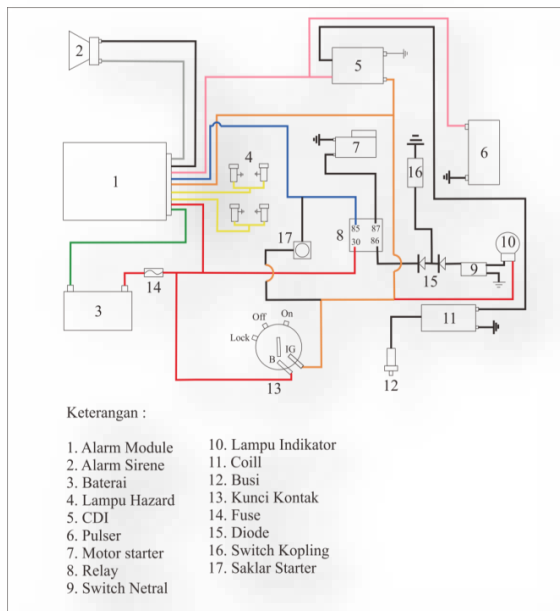 2
5
4
1
7
6
16
85
87
8
30
86
17
10
14
15
9
3
Off
On
Lock
IG
B
11
13
12
Keterangan :
1. Alarm Module
2. Alarm Sirene
3. Baterai
4. Lampu Hazard
5. CDI
6. Pulser
7. Motor starter
8. Relay
9. Switch Netral
10. Lampu Indikator
11. Coill
12. Busi
13. Kunci Kontak
14. Fuse
15. Diode
16. Switch Kopling
17. Saklar Starter